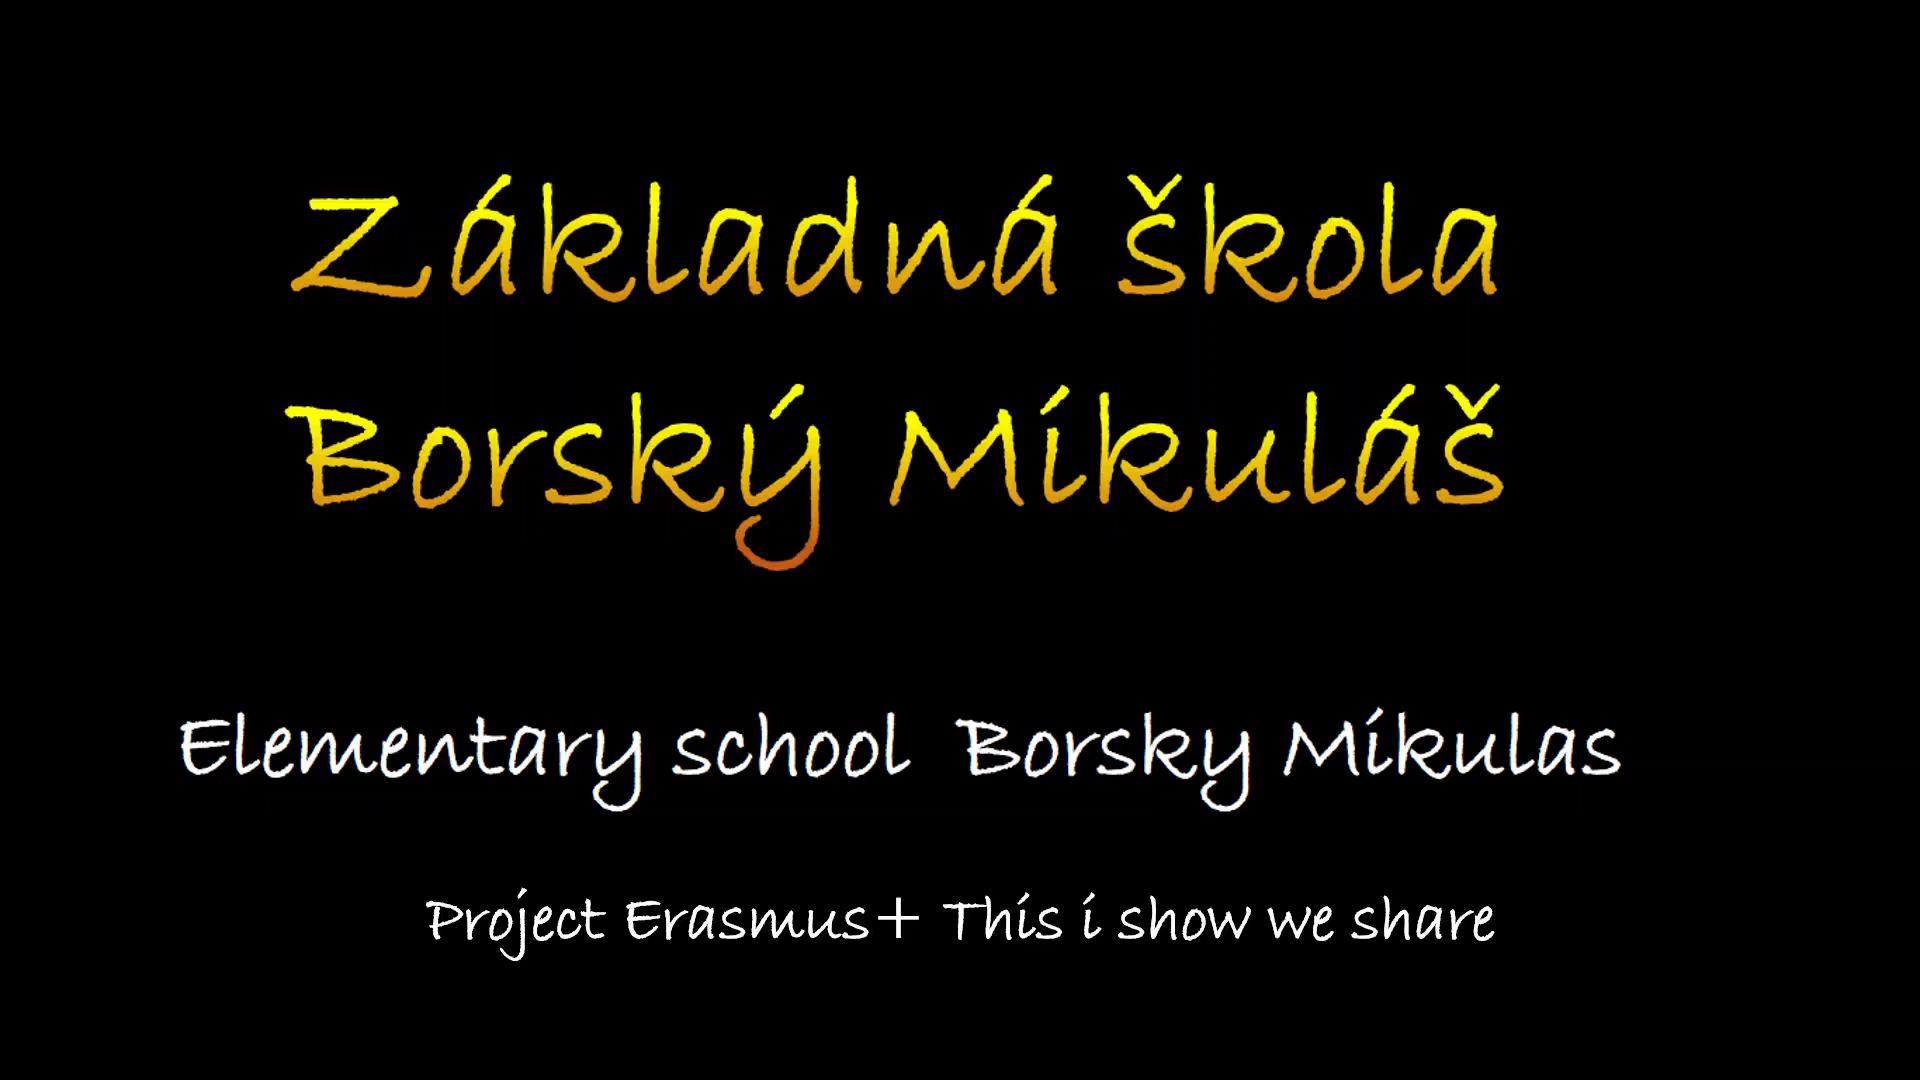 Základná škola
Borský Mikuláš
Elementary school Borsky Mikulas
Project Erasmus+ This i show we share